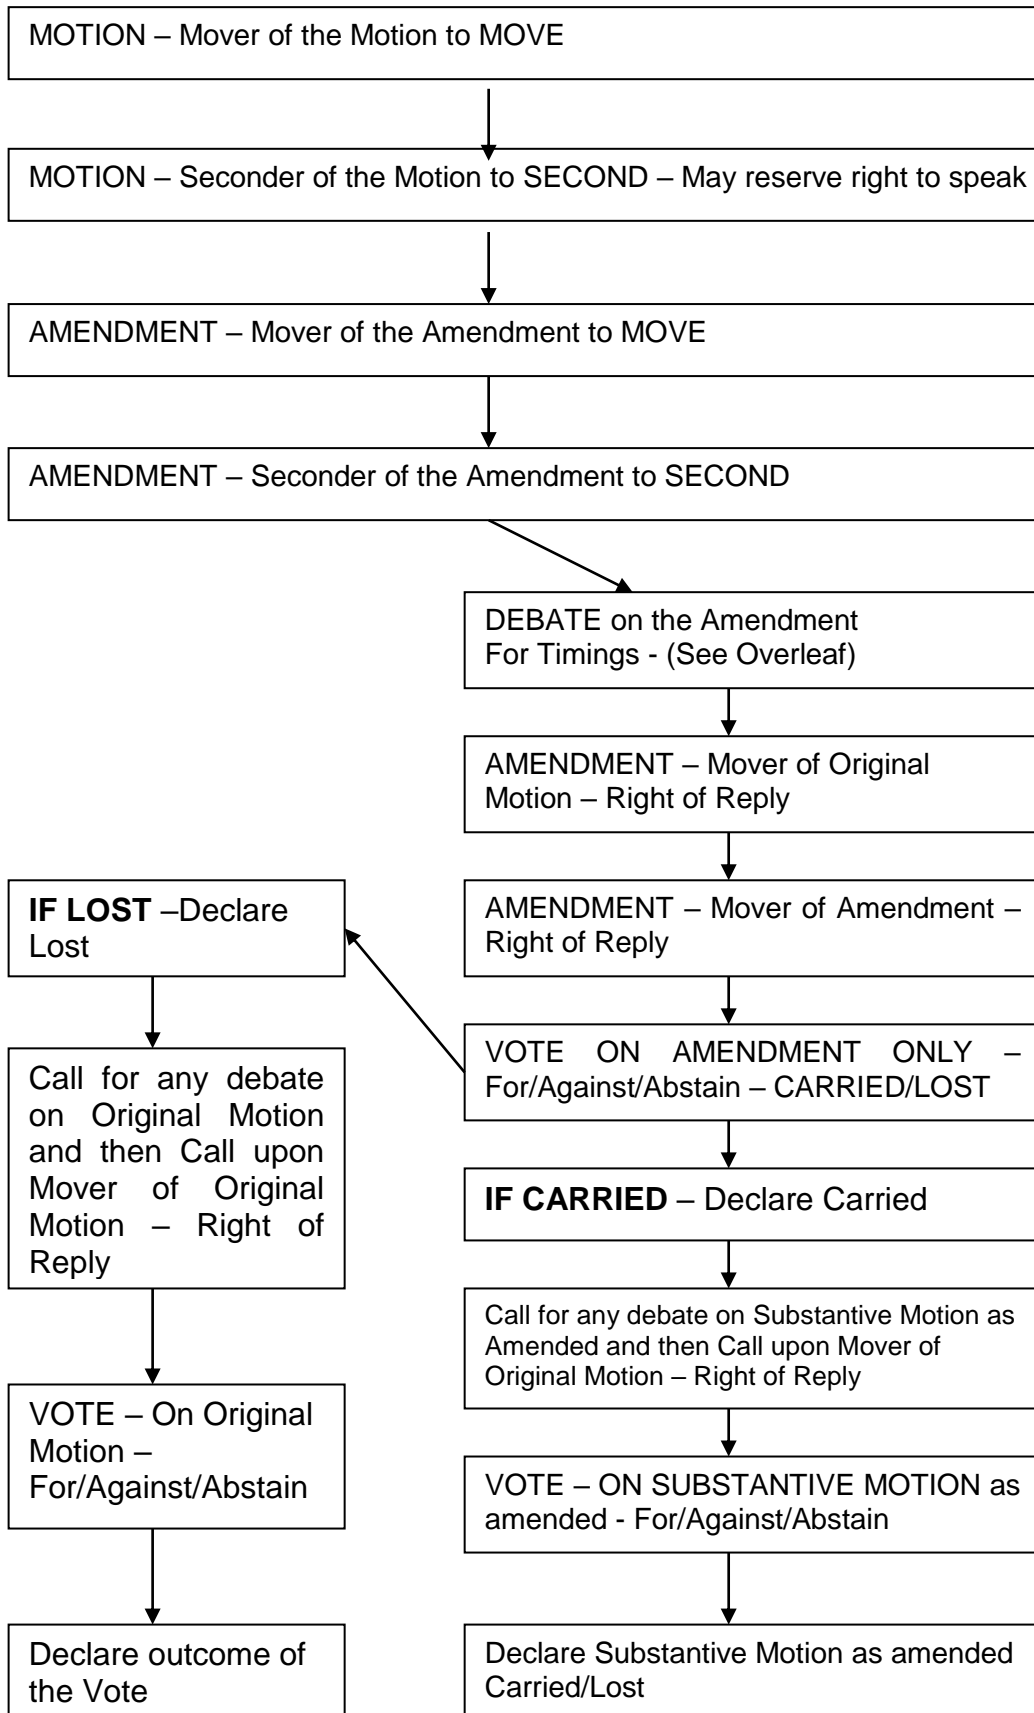 MOTION – Mover of the Motion to MOVE
MOTION – Seconder of the Motion to SECOND – May reserve right to speak
AMENDMENT – Mover of the Amendment to MOVE
AMENDMENT – Seconder of the Amendment to SECOND
DEBATE on the Amendment
For Timings - (See Overleaf)
AMENDMENT – Mover of Original
Motion – Right of Reply
AMENDMENT – Mover of Amendment –
Right of Reply
VOTE ON AMENDMENT ONLY –
For/Against/Abstain – CARRIED/LOST
IF LOST –Declare
Lost
Call for any debate
on Original Motion
and then Call upon
Mover of Original
Motion – Right of
Reply
VOTE – On Original
Motion –
For/Against/Abstain
Declare outcome of
the Vote
IF CARRIED – Declare Carried
Call for any debate on Substantive Motion as
Amended and then Call upon Mover of
Original Motion – Right of Reply
VOTE – ON SUBSTANTIVE MOTION as
amended - For/Against/Abstain
Declare Substantive Motion as amended
Carried/Lost